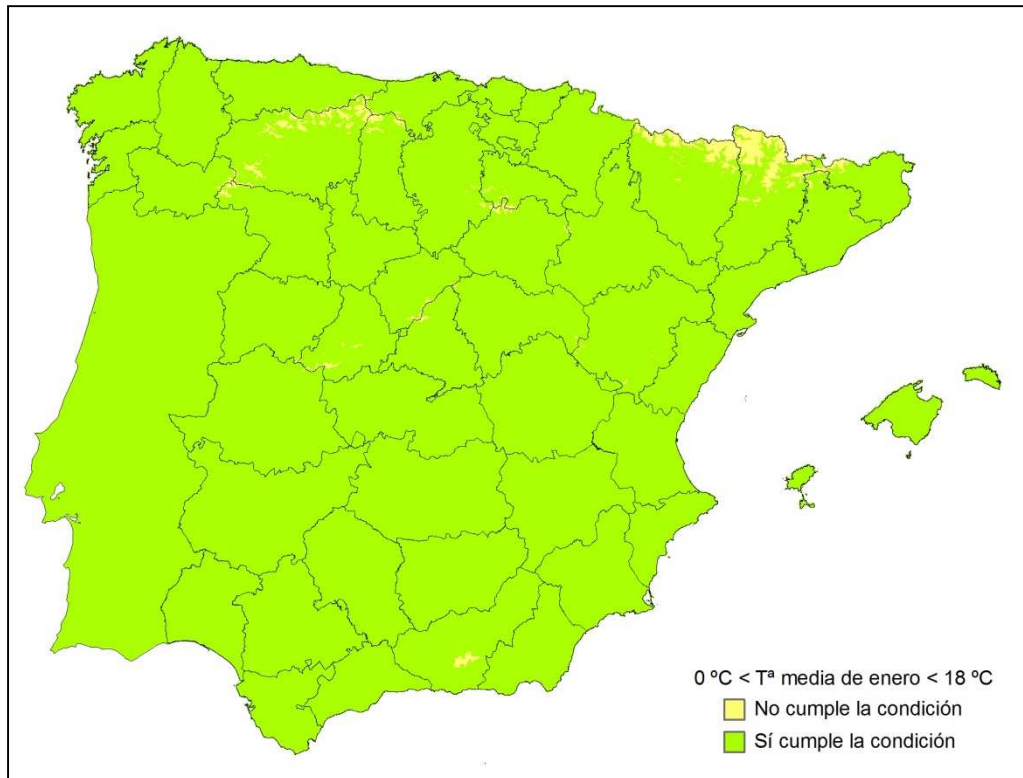 0 ºC < Tª media de enero < 18 ºC
No cumple la condición
Sí cumple la condición